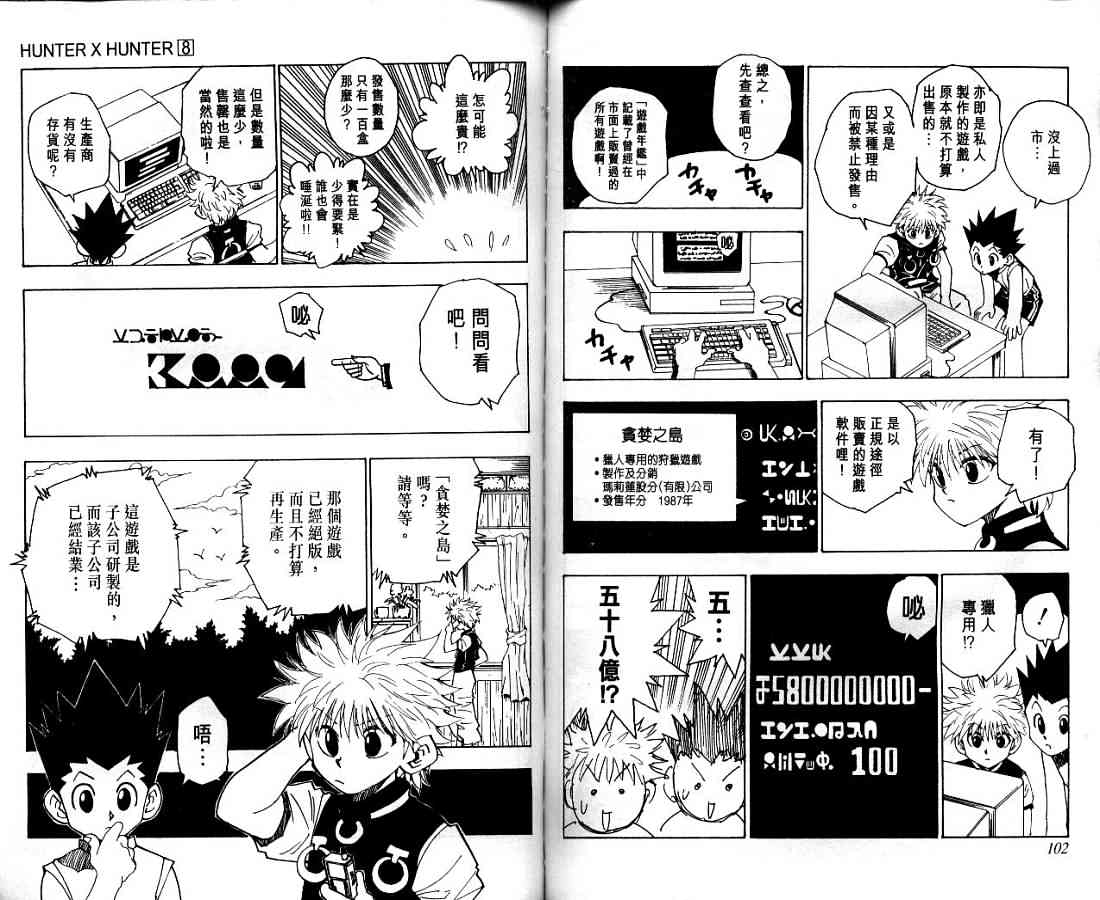 沒上過
市⋯
亦即是私人
製作的遊戲，
原本就不打算
出售的⋯
又或是
因某種理由
而被禁止發售。
總之，
先查查看吧？
「遊戲年鑑」中
記載了曾經在
市面上販賣過的
所有遊戲啊！
カチャ
カチャ
咇
カチャ
有了！
是以
正規途徑
販賣的遊戲
軟件哩！
貪婪之島
•獵人專用的狩獵遊戲
•製作及分銷
瑪莉蓮股分（有限）公司
•發售年分 1987年
！
獵人
專用!?
咇
5800000000-
100
五⋯
五十八億!?
102
HUNTER X HUNTER 8
怎可能
這麼貴!?
發售數量
只有一百盒
那麼少？
實在是
少得要緊！
誰也會
唾涎啦!!
但是數量
這麼少，
售罄也是
當然的啦！
生產商
有沒有
存貨呢？
問問看
吧！
咇
「貪婪之島」
嗎？
請等等。
那個遊戲
已經絕版，
而且不打算
再生產。
這遊戲是
子公司研製的，
而該子公司
已經結業⋯
唔⋯